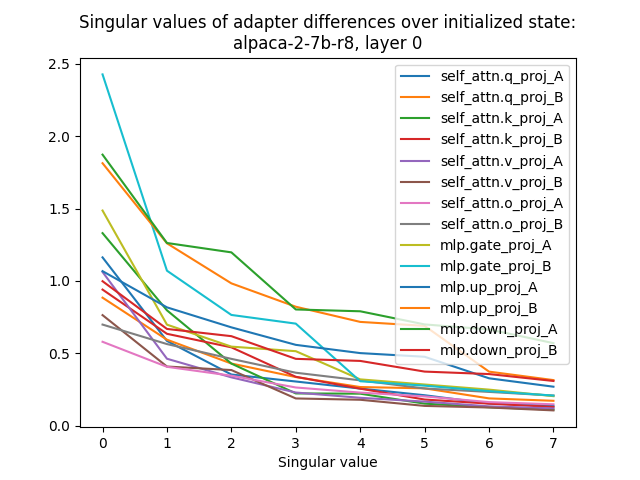 Singular values of adapter differences over initialized state:
alpaca-2-7b-r8, layer 0
2.5
2.0
1.5
1.0
0.5
0.0
self_attn.q_proj_A
self_attn.q_proj_B
self_attn.k_proj_A
self_attn.k_proj_B
self_attn.v_proj_A
self_attn.v_proj_B
self_attn.o_proj_A
self_attn.o_proj_B
mlp.gate_proj_A
mlp.gate_proj_B
mlp.up_proj_A
mlp.up_proj_B
mlp.down_proj_A
mlp.down_proj_B
0 1 2 3 4 5 6 7
Singular value